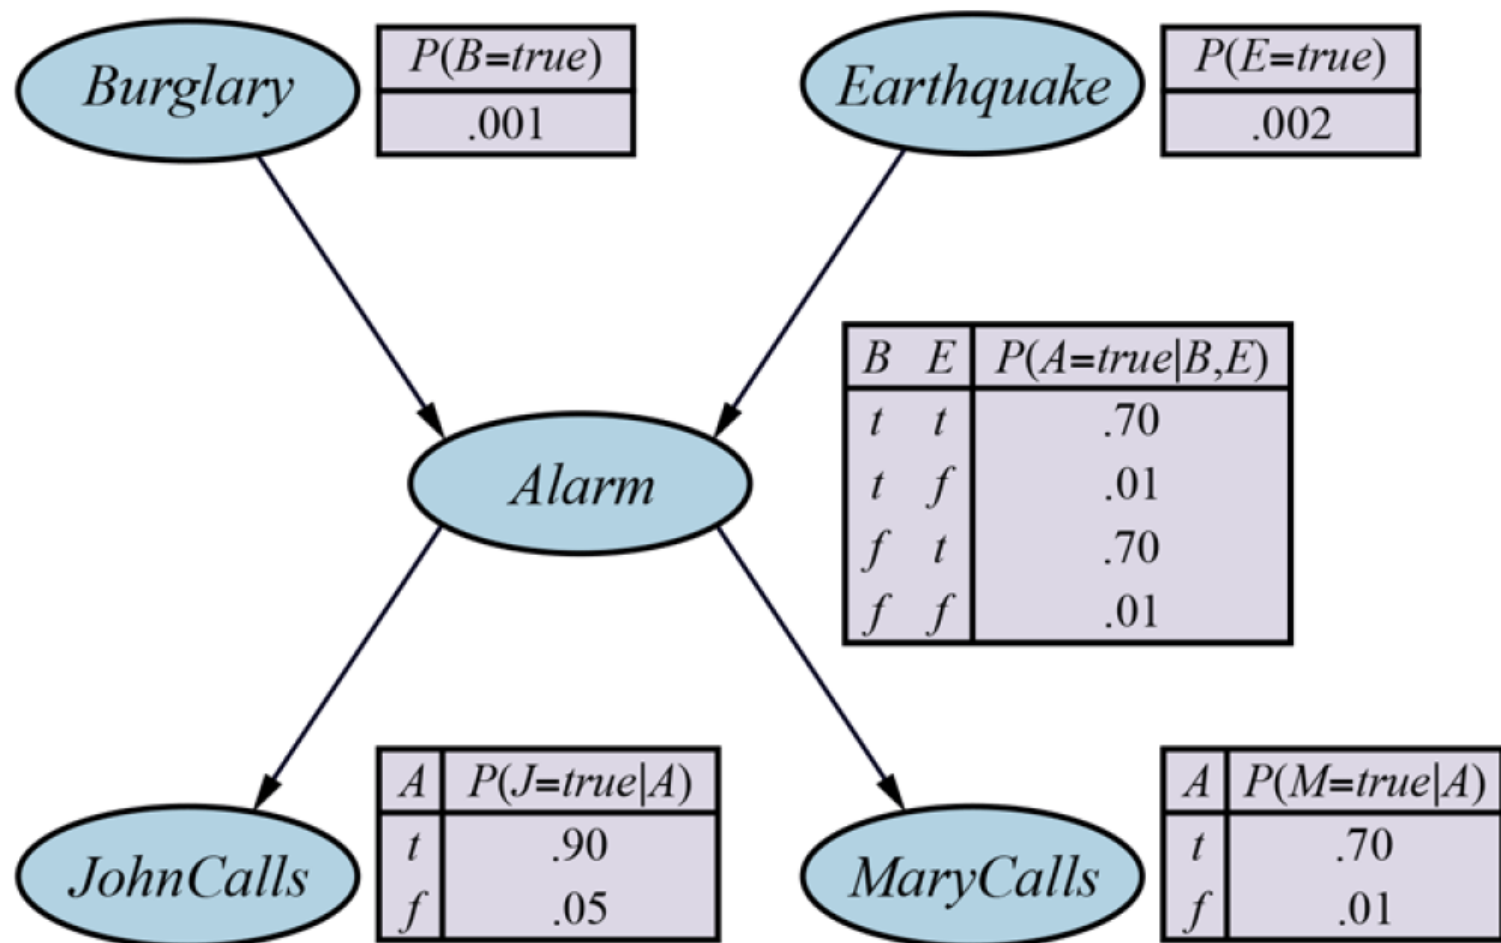 Burglary
P(B=true)
.001
Earthquake
P(E=true)
.002
B E P(A=true|B,E)
t t .70
t f .01
f t .70
f f .01
Alarm
JohnCalls
A P(J=true|A)
t .90
f .05
MaryCalls
A P(M=true|A)
t .70
f .01